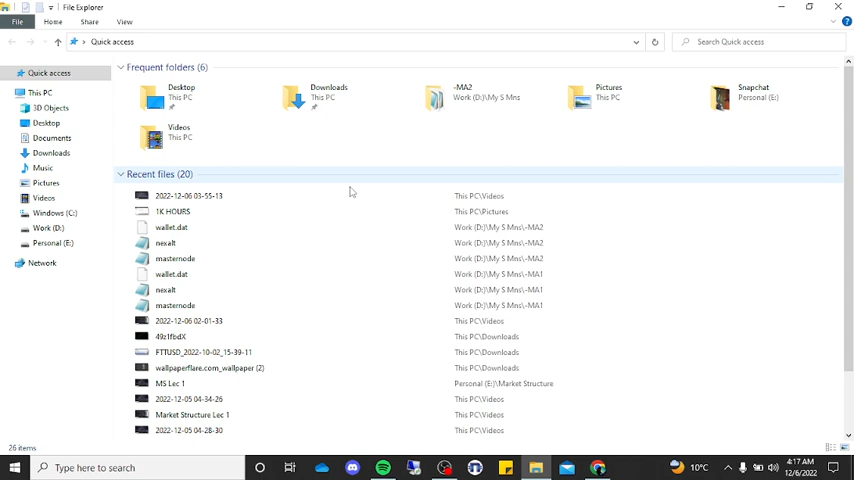 File Explorer
File Home Share View
Quick access
Search Quick access
Quick access
This PC
3D Objects
Desktop
Documents
Downloads
Music
Pictures
Videos
Windows (C:)
Work (D:)
Personal (E:)
Network
Frequent folders (6)
Desktop
This PC
Downloads
This PC
-MA2
Work (D:)\My S Mns
Pictures
This PC
Snapchat
Personal (E:)
Videos
This PC
Recent files (20)
2022-12-06 03-55-13 This PC\Videos
1K HOURS This PC\Pictures
wallet.dat Work (D:)\My S Mns\-MA2
nexalt Work (D:)\My S Mns\-MA2
masternode Work (D:)\My S Mns\-MA2
wallet.dat Work (D:)\My S Mns\-MA1
nexalt Work (D:)\My S Mns\-MA1
masternode Work (D:)\My S Mns\-MA1
2022-12-06 02-01-33 This PC\Videos
49z1fbdX This PC\Downloads
FTTUSD_2022-10-02_15-39-11 This PC\Downloads
wallpaperflare.com_wallpaper (2) This PC\Downloads
MS Lec 1 Personal (E:)\Market Structure
2022-12-05 04-34-26 This PC\Videos
Market Structure Lec 1 This PC\Videos
2022-12-05 04-28-30 This PC\Videos
26 items
Type here to search
10°C
4:17 AM
12/6/2022